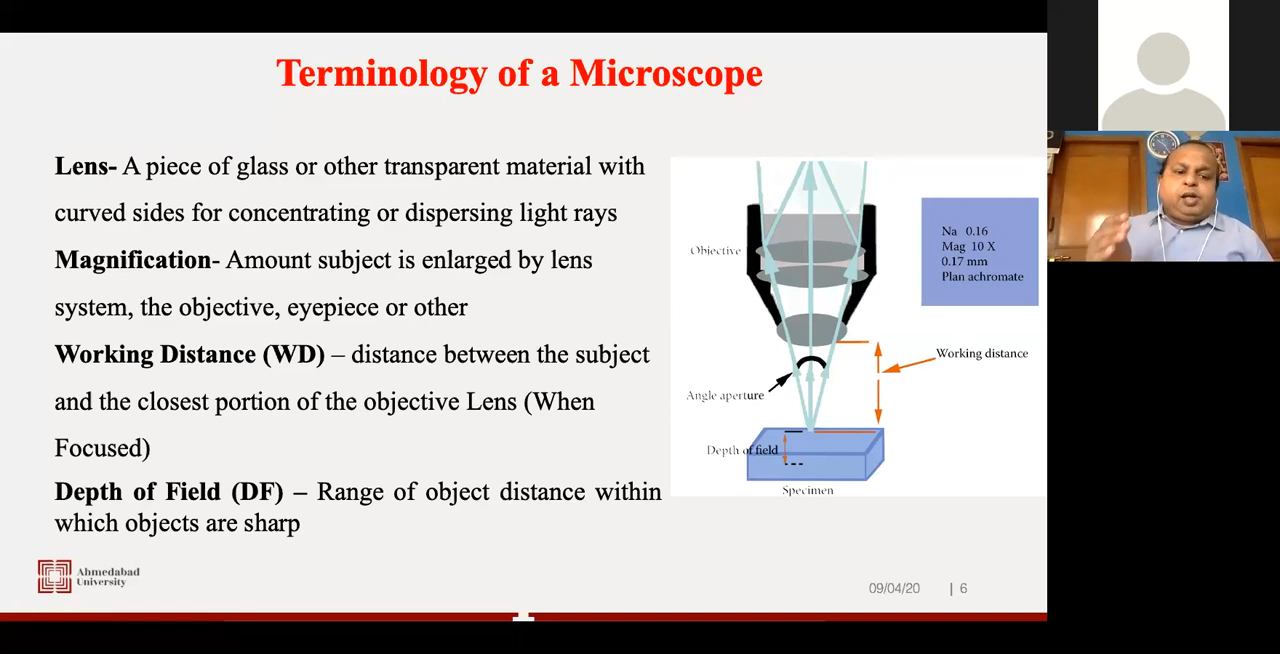 Terminology of a Microscope
Lens- A piece of glass or other transparent material with
curved sides for concentrating or dispersing light rays
Magnification- Amount subject is enlarged by lens
system, the objective, eyepiece or other
Working Distance (WD) – distance between the subject
and the closest portion of the objective Lens (When
Focused)
Depth of Field (DF) – Range of object distance within
which objects are sharp
Objective
Na 0.16
Mag 10 X
0.17 mm
Plan achromate
Working distance
Angle aperture
Depth of field
Specimen
Ahmedabad
University
09/04/20 | 6